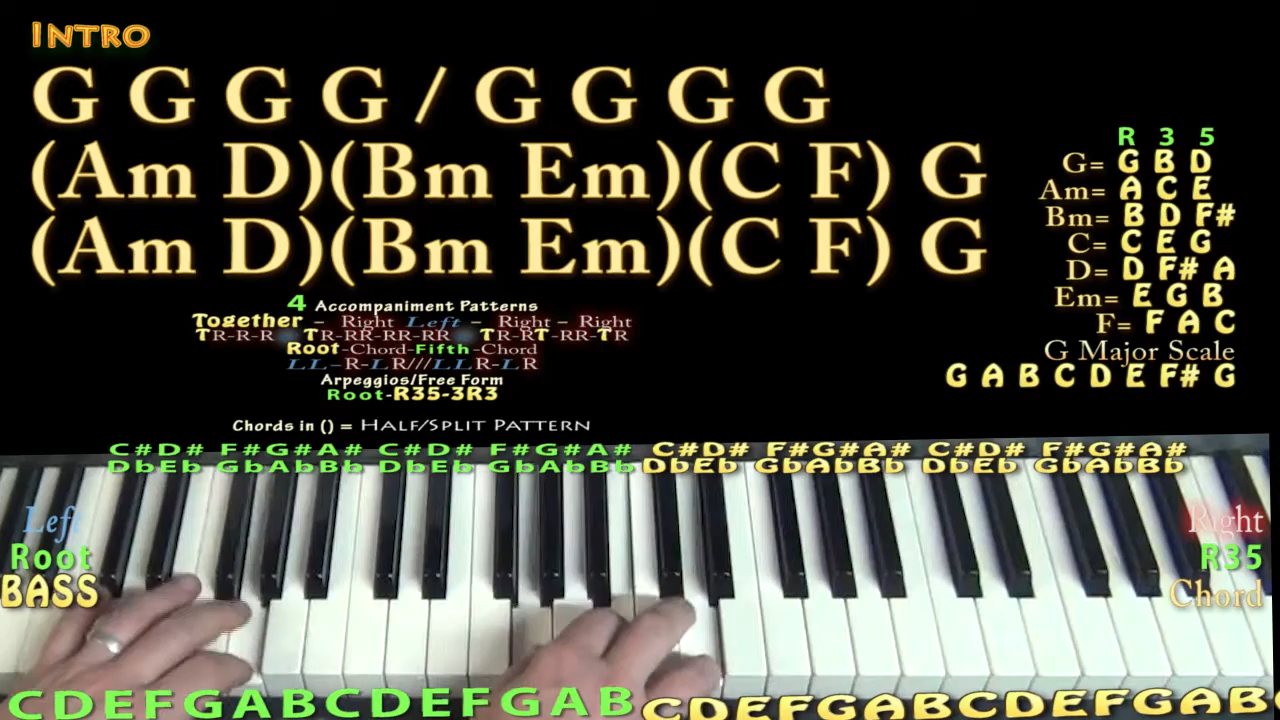 INTRO
G G G G / G G G G
(Am D)(Bm Em)(C F) G
(Am D)(Bm Em)(C F) G
R 3 5
G= G B D
Am= A C E
Bm= B D F#
C= C E G
D= D F# A
Em= E G B
F= F A C
G Major Scale
G A B C D E F# G
4 Accompaniment Patterns
Together - Right Left - Right - Right
TR-R-R TR-RR-RR-RR TR-RT-RR-TR
Root-Chord-Fifth-Chord
LL-R-LR///LLR-LR
Arpeggios/Free Form
Root-R35-3R3
Chords in () = Half/Split Pattern
C#D# F#G#A# C#D# F#G#A# C#D# F#G#A# C#D# F#G#A#
DbEb GbAbBb DbEb GbAbBb DbEb GbAbBb DbEb GbAbBb
Left
Root
BASS
Right
R35
Chord
CDEFGABCDEFGAB CDEFGABCDEFGAB